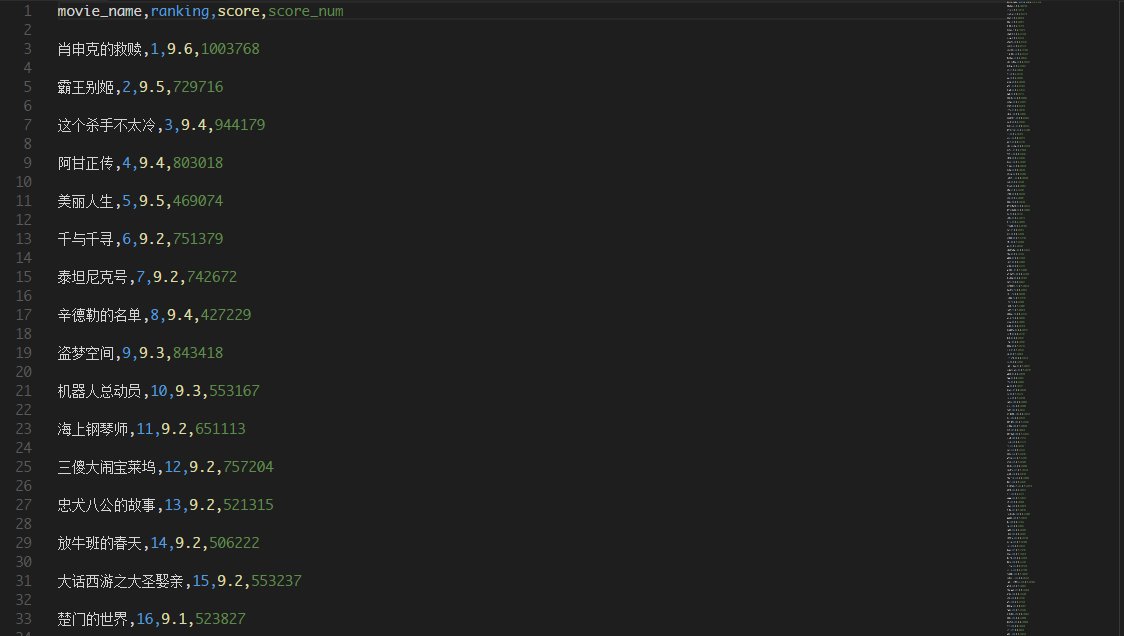 1 movie_name,ranking,score,score_num
2
3 肖申克的救赎,1,9.6,1003768
4
5 霸王别姬,2,9.5,729716
6
7 这个杀手不太冷,3,9.4,944179
8
9 阿甘正传,4,9.4,803018
10
11 美丽人生,5,9.5,469074
12
13 千与千寻,6,9.2,751379
14
15 泰坦尼克号,7,9.2,742672
16
17 辛德勒的名单,8,9.4,427229
18
19 盗梦空间,9,9.3,843418
20
21 机器人总动员,10,9.3,553167
22
23 海上钢琴师,11,9.2,651113
24
25 三傻大闹宝莱坞,12,9.2,757204
26
27 忠犬八公的故事,13,9.2,521315
28
29 放牛班的春天,14,9.2,506222
30
31 大话西游之大圣娶亲,15,9.2,553237
32
33 楚门的世界,16,9.1,523827